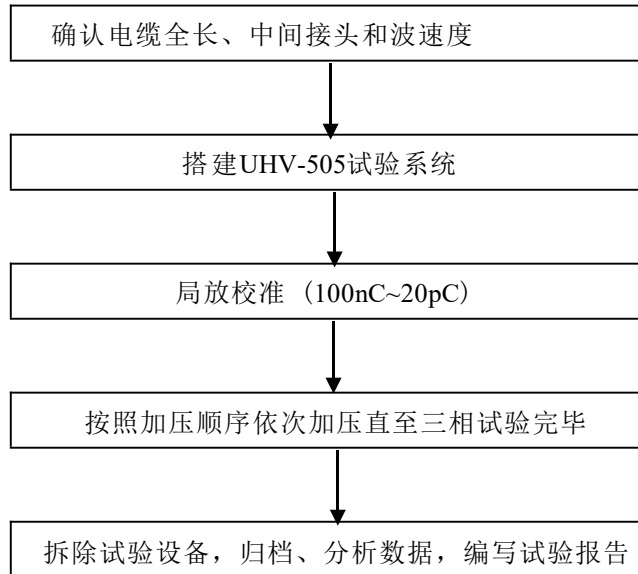 确认电缆全长、中间接头和波速度
搭建UHV-505试验系统
局放校准（100nC~20pC）
按照加压顺序依次加压直至三相试验完毕
拆除试验设备，归档、分析数据，编写试验报告